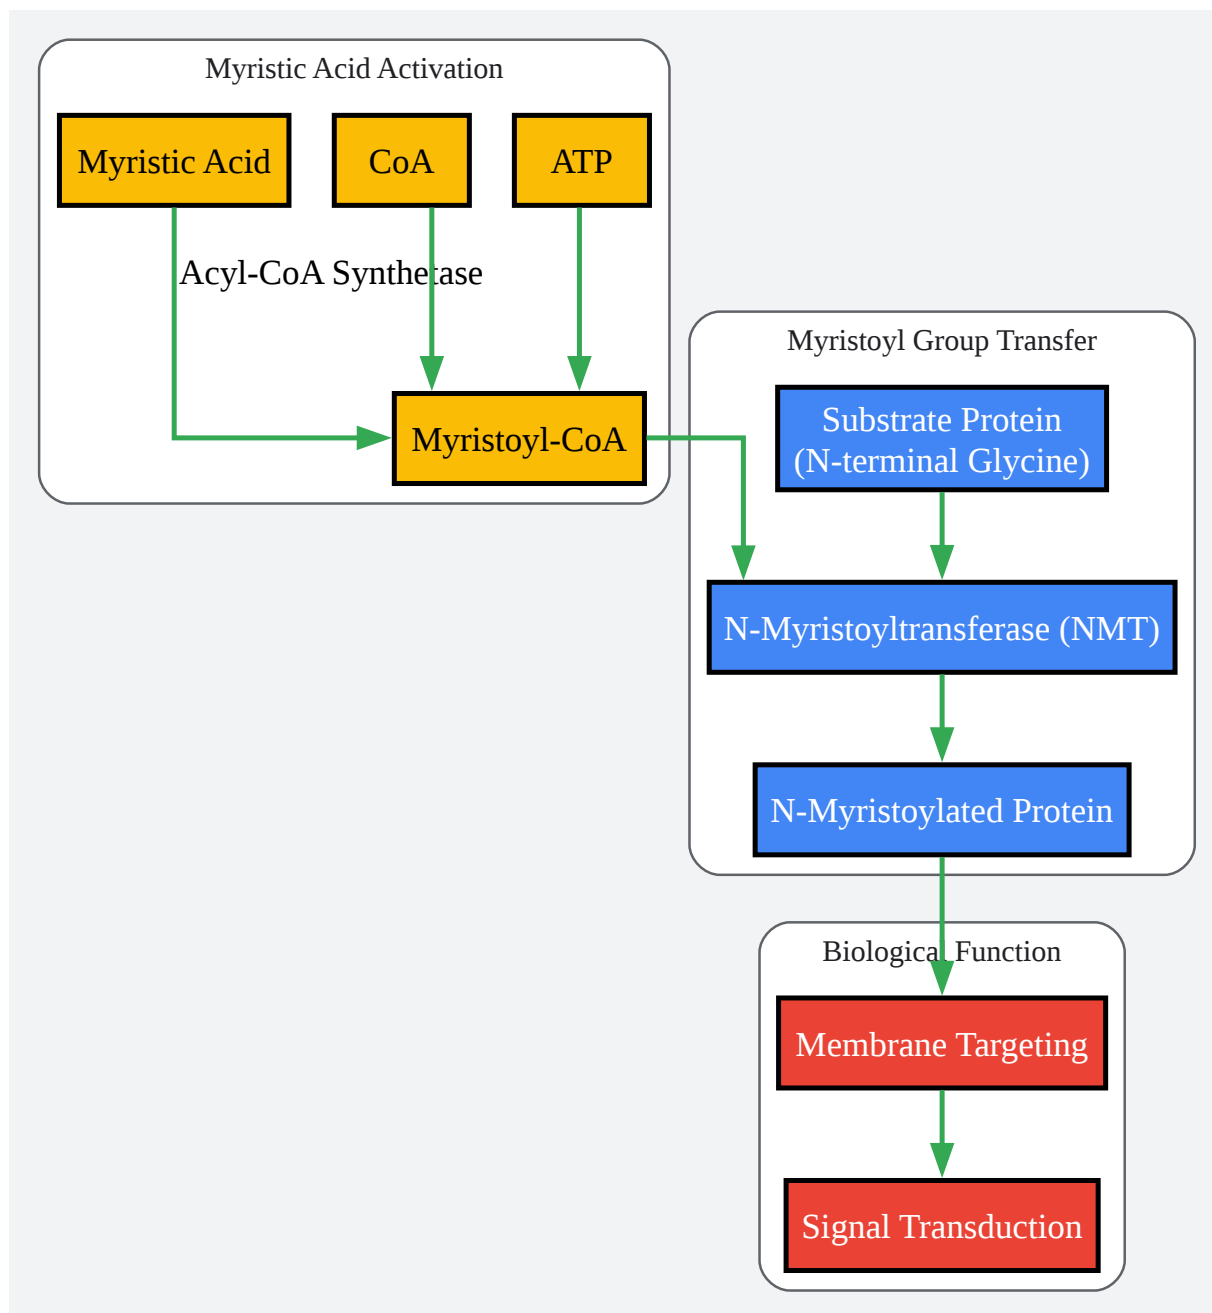 Myristic Acid Activation
Myristic Acid
CoA
ATP
Acyl-CoA Synthetase
Myristoyl-CoA
Myristoyl Group Transfer
Substrate Protein
(N-terminal Glycine)
N-Myristoyltransferase (NMT)
N-Myristoylated Protein
Biological Function
Membrane Targeting
Signal Transduction